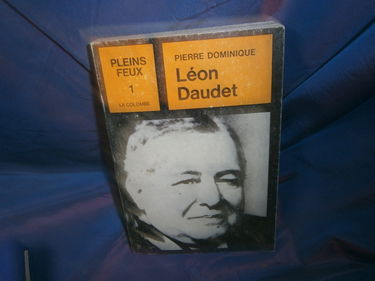 PLEINS
FEUX
1
LA COLOMBE
PIERRE DOMINIQUE
Léon
Daudet